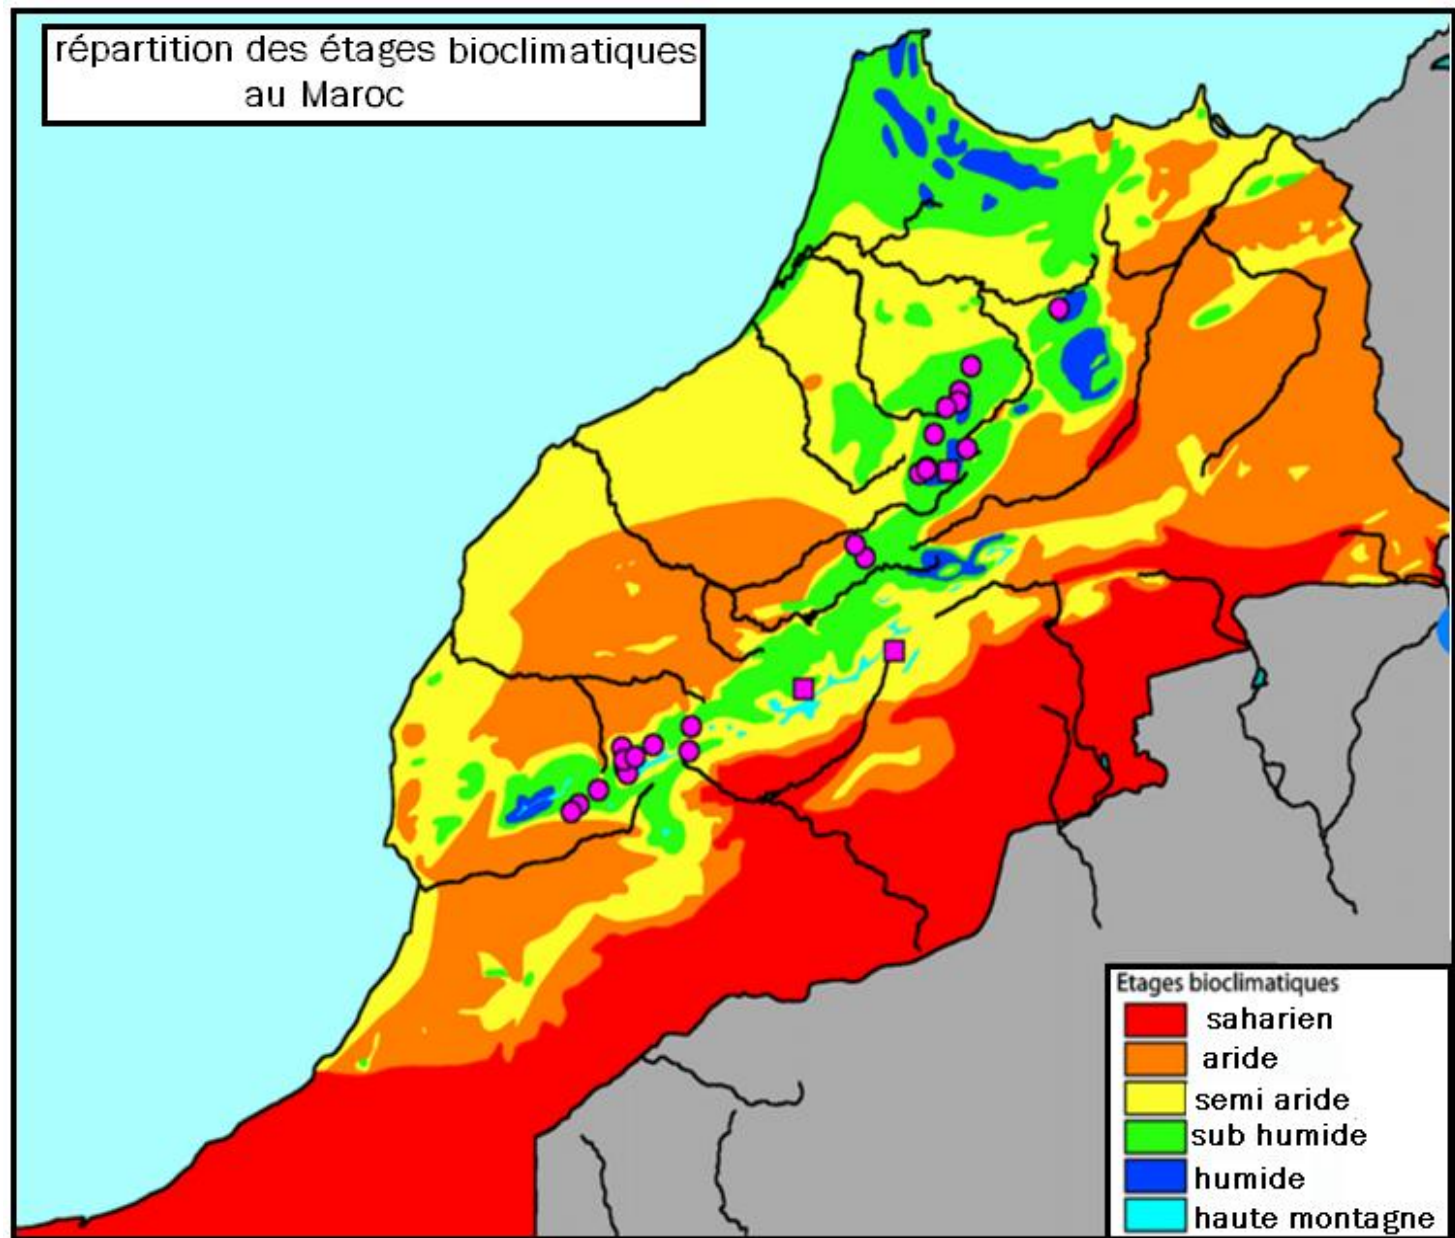 répartition des étages bioclimatiques
au Maroc
Etages bioclimatiques
saharien
aride
semi aride
sub humide
humide
haute montagne